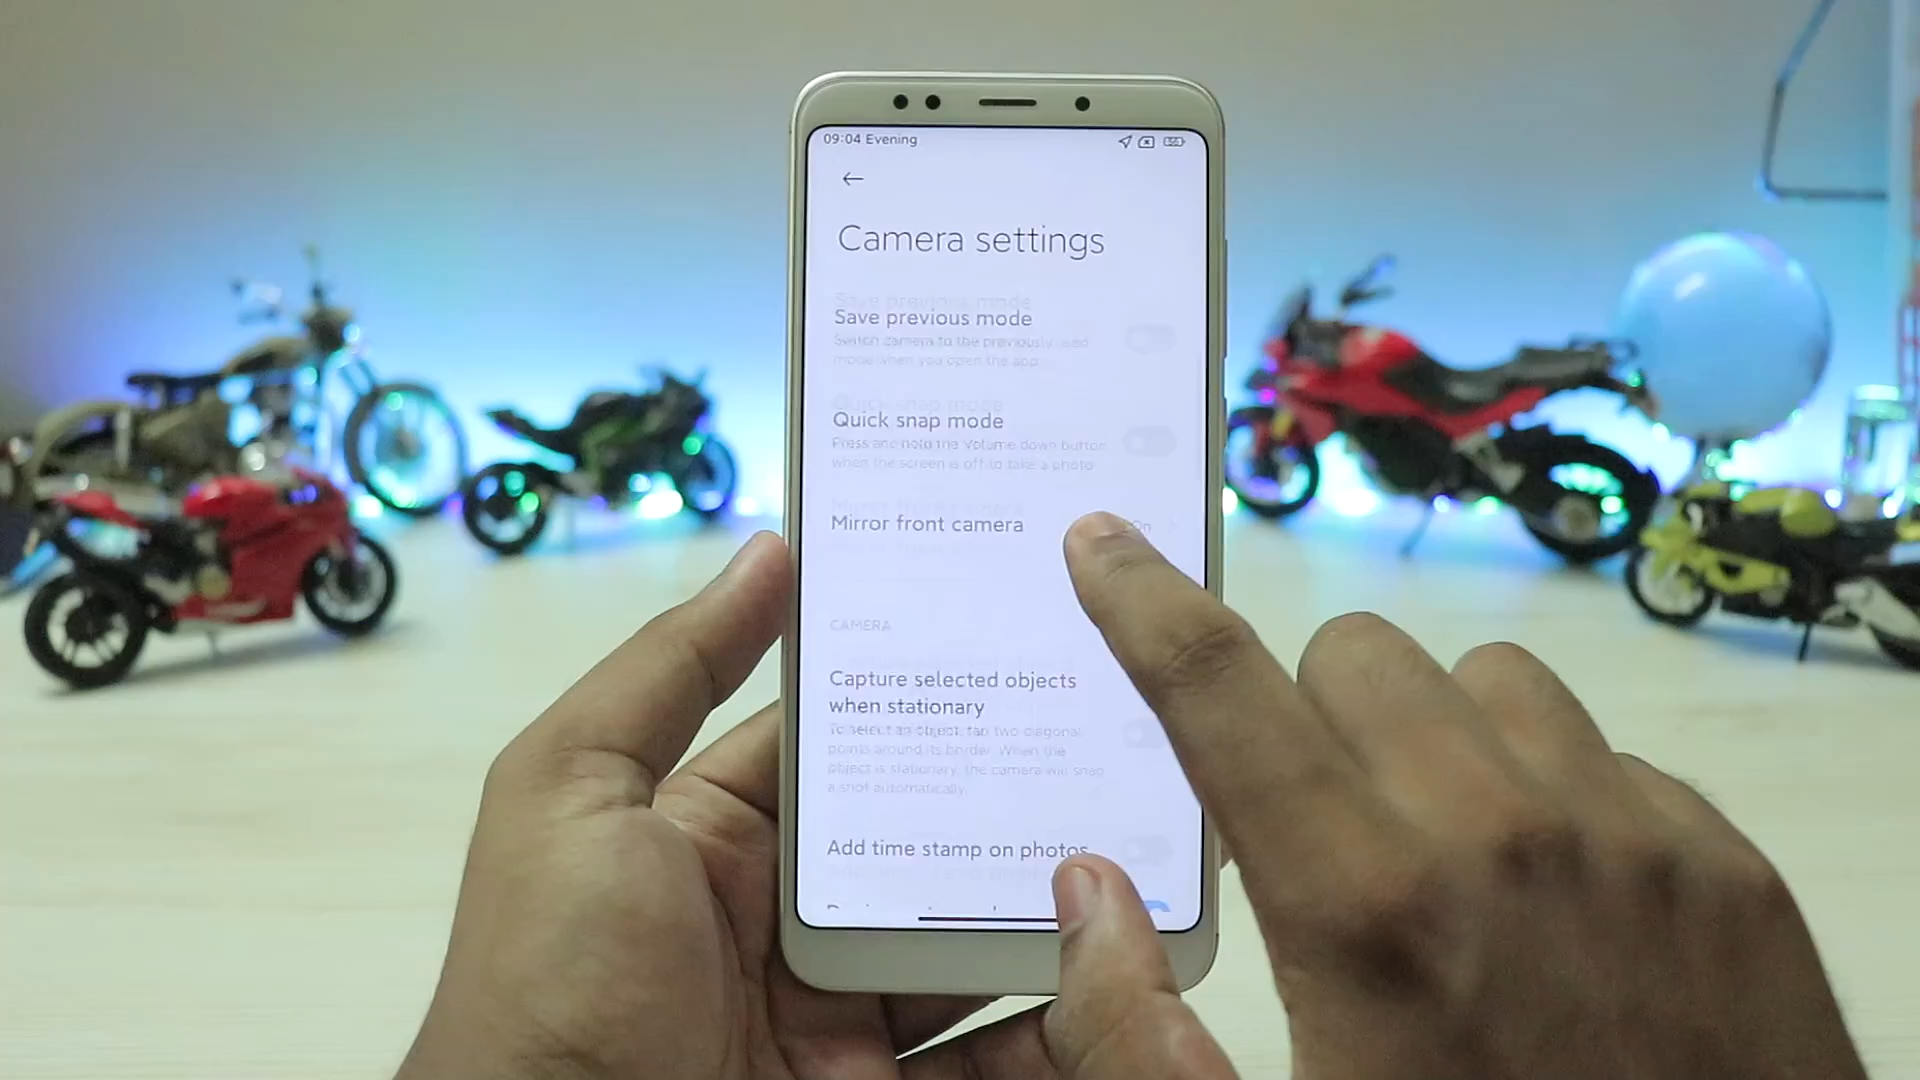 09:04 Evening
Camera settings
Save previous mode
Switch camera to the previously used
mode when you open the app
Quick snap mode
Press and hold the Volume down button
when the screen is off to take a photo
Mirror front camera
On
CAMERA
Capture selected objects
when stationary
To select an object, tap two diagonal
points around its border. When the
object is stationary, the camera will snap
a shot automatically.
Add time stamp on photos